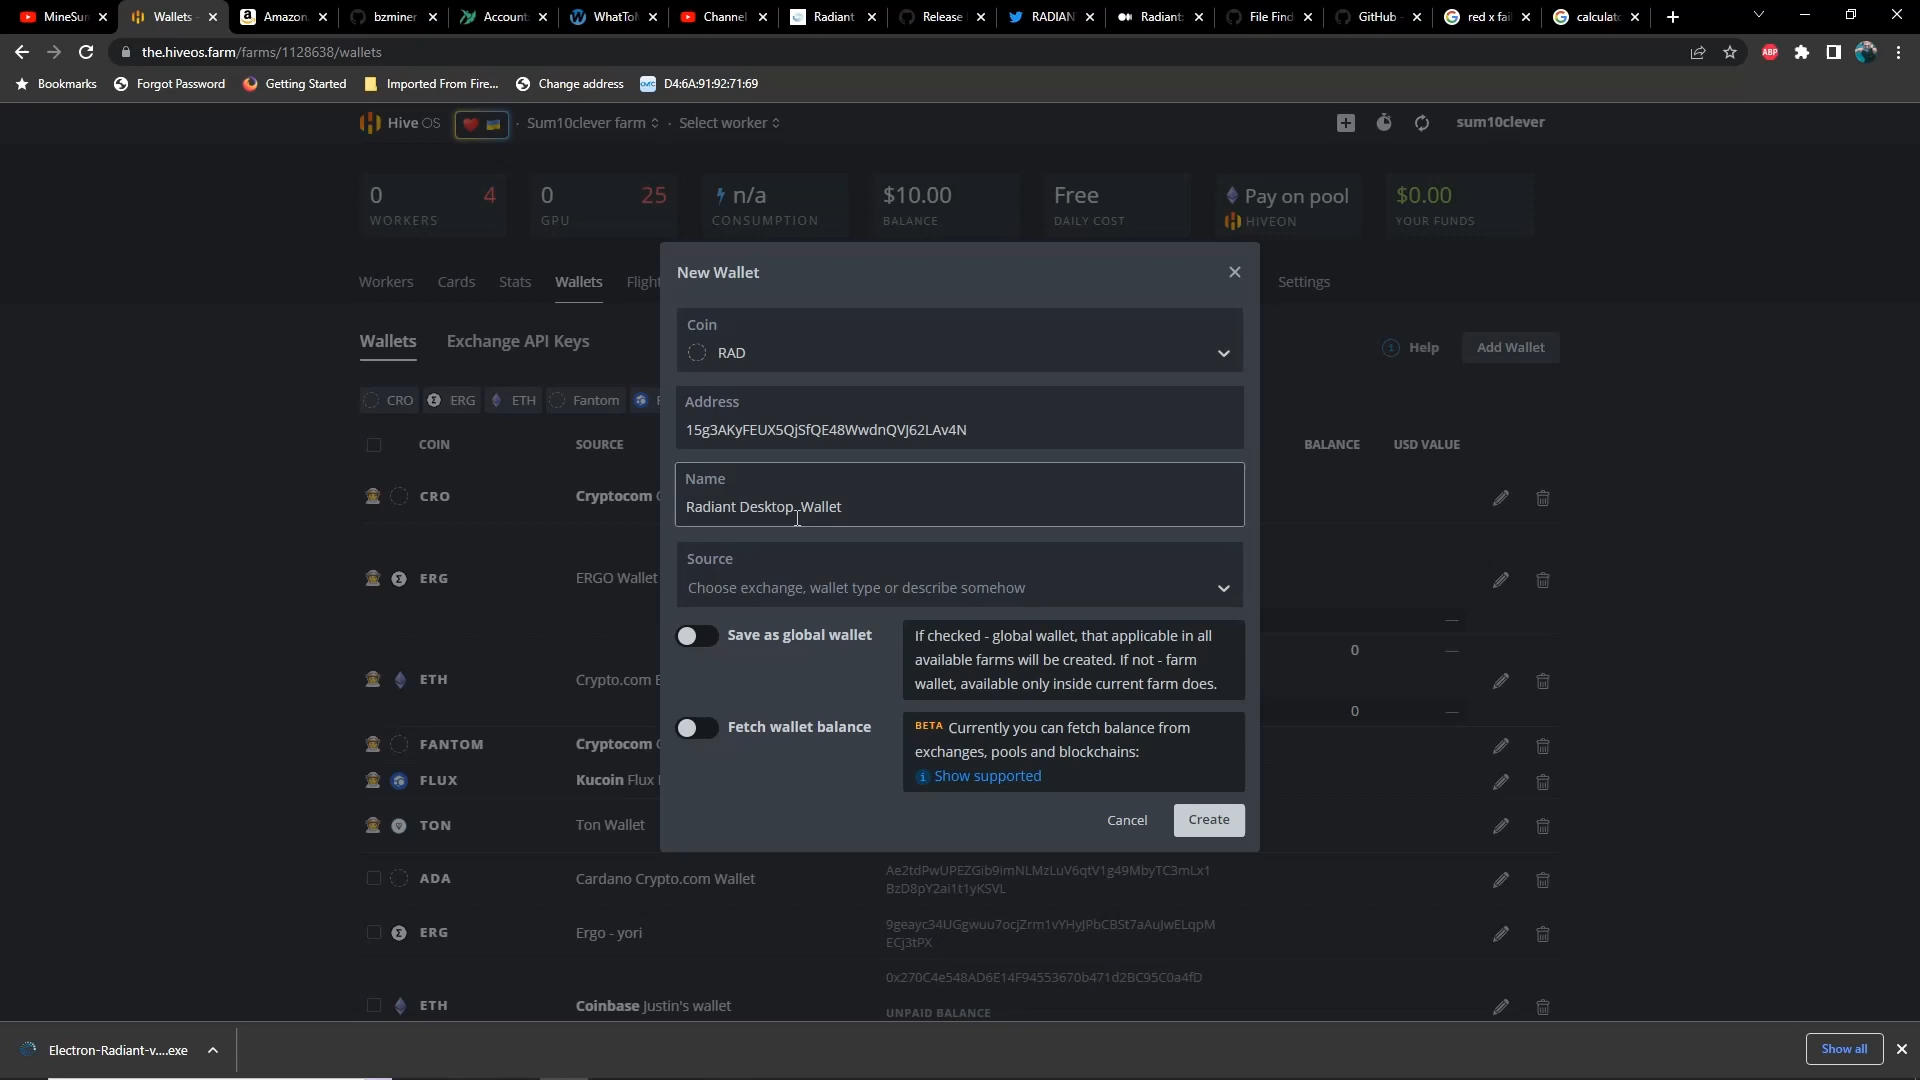 MineSur
Wallets -
Amazon.
bzminer
Account
WhatToM
Channel
Radiant
Release
RADIAN
Radiant:
File Find
GitHub -
red x fail
calculat
the.hiveos.farm/farms/1128638/wallets
ABP
Bookmarks
Forgot Password
Getting Started
Imported From Fire...
Change address
D4:6A:91:92:71:69
Hive OS
Sum10clever farm
Select worker
sum10clever
0 4
WORKERS
0 25
GPU
n/a
CONSUMPTION
$10.00
BALANCE
Free
DAILY COST
Pay on pool
HIVEON
$0.00
YOUR FUNDS
Workers
Cards
Stats
Wallets
Flight
Settings
Wallets
Exchange API Keys
Help
Add Wallet
CRO
ERG
ETH
Fantom
F
COIN
SOURCE
BALANCE
USD VALUE
CRO
Cryptocom
ERG
ERGO Wallet
—
0 —
ETH
Crypto.com E
0 —
FANTOM
Cryptocom
FLUX
Kucoin Flux
TON
Ton Wallet
ADA
Cardano Crypto.com Wallet
Ae2tdPwUPEZGib9imNLMzLuV6qtV1g49MbyTC3mLx1
BzD8pY2ai1t1yKSVL
ERG
Ergo - yori
9geayc34UGgwuu7ocjZrm1vYHyJPbCBSt7aAuJwELqpM
ECj3tPX
0x270C4e548AD6E14F94553670b471d2BC95C0a4fD
ETH
Coinbase Justin's wallet
UNPAID BALANCE
New Wallet
Coin
RAD
Address
15g3AKyFEUX5QjSfQE48WwdnQVJ62LAv4N
Name
Radiant Desktop Wallet
Source
Choose exchange, wallet type or describe somehow
Save as global wallet
If checked - global wallet, that applicable in all
available farms will be created. If not - farm
wallet, available only inside current farm does.
Fetch wallet balance
BETA Currently you can fetch balance from
exchanges, pools and blockchains:
Show supported
Cancel
Create
Electron-Radiant-v....exe
Show all